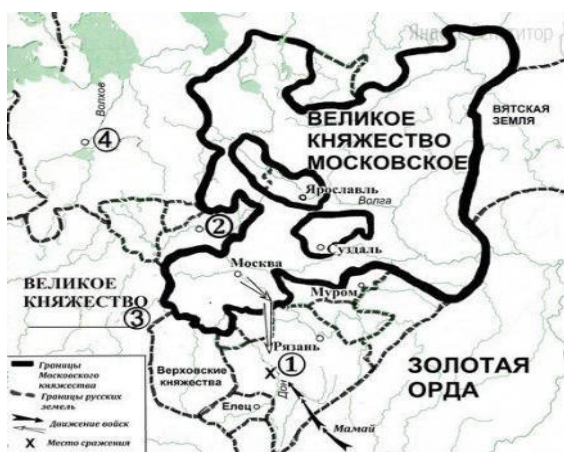 Волхов
④
ВЕЛИКОЕ
КНЯЖЕСТВО
МОСКОВСКОЕ
ВЯТСКАЯ
ЗЕМЛЯ
Ярославль
Волга
②
Суздаль
Москва
ВЕЛИКОЕ
КНЯЖЕСТВО
③
Муром
Рязань
①
Верховские
княжества
ЗОЛОТАЯ
ОРДА
Дон
Елец
Мамай
Границы
Московского
княжества
Границы русских
земель
Движение войск
X Место сражения
X